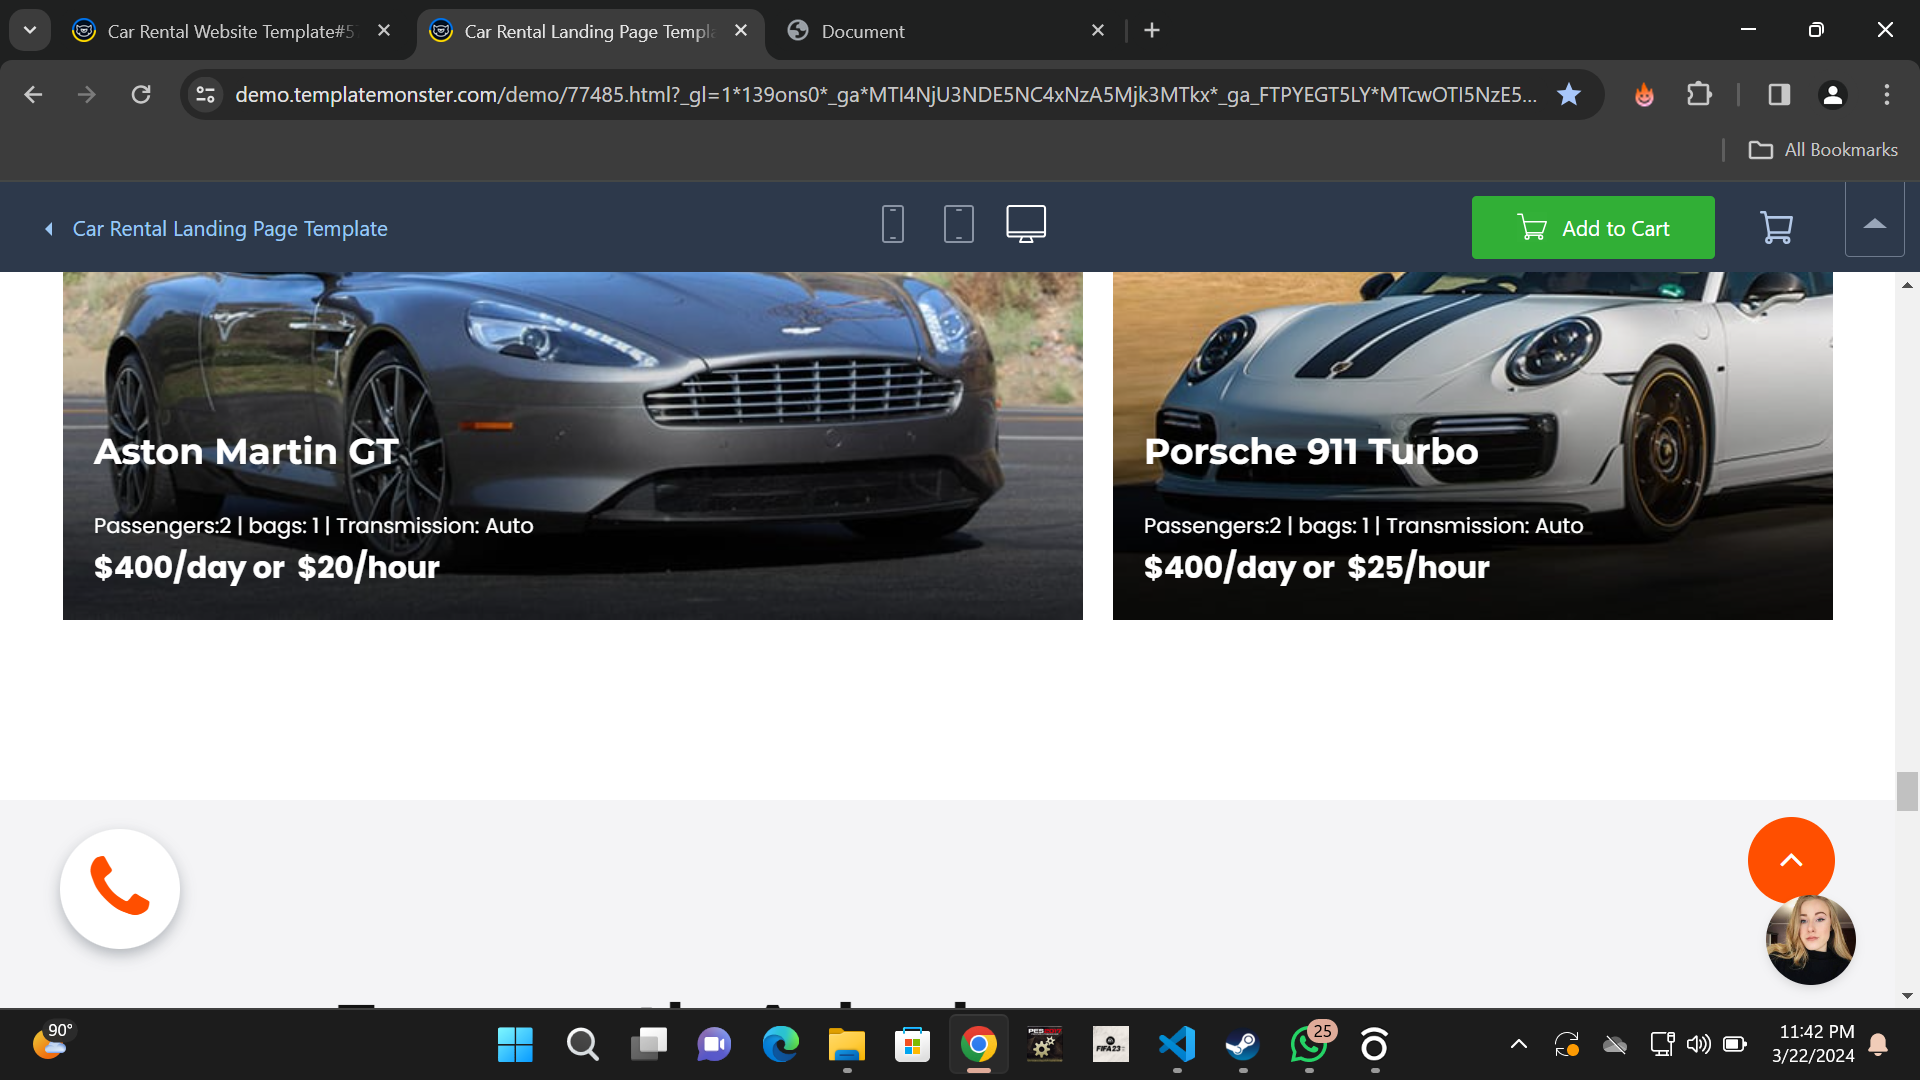 Car Rental Website Template#5
Car Rental Landing Page Templa
Document
demo.templatemonster.com/demo/77485.html?_gl=1*139ons0*_ga*MTI4NjU3NDE5NC4xNzA5Mjk3MTkx*_ga_FTPYEGT5LY*MTcwOTI5NzE5...
All Bookmarks
Car Rental Landing Page Template
Add to Cart
Aston Martin GT
Passengers:2 | bags: 1 | Transmission: Auto
$400/day or $20/hour
Porsche 911 Turbo
Passengers:2 | bags: 1 | Transmission: Auto
$400/day or $25/hour
90°
FIFA23
25
11:42 PM
3/22/2024